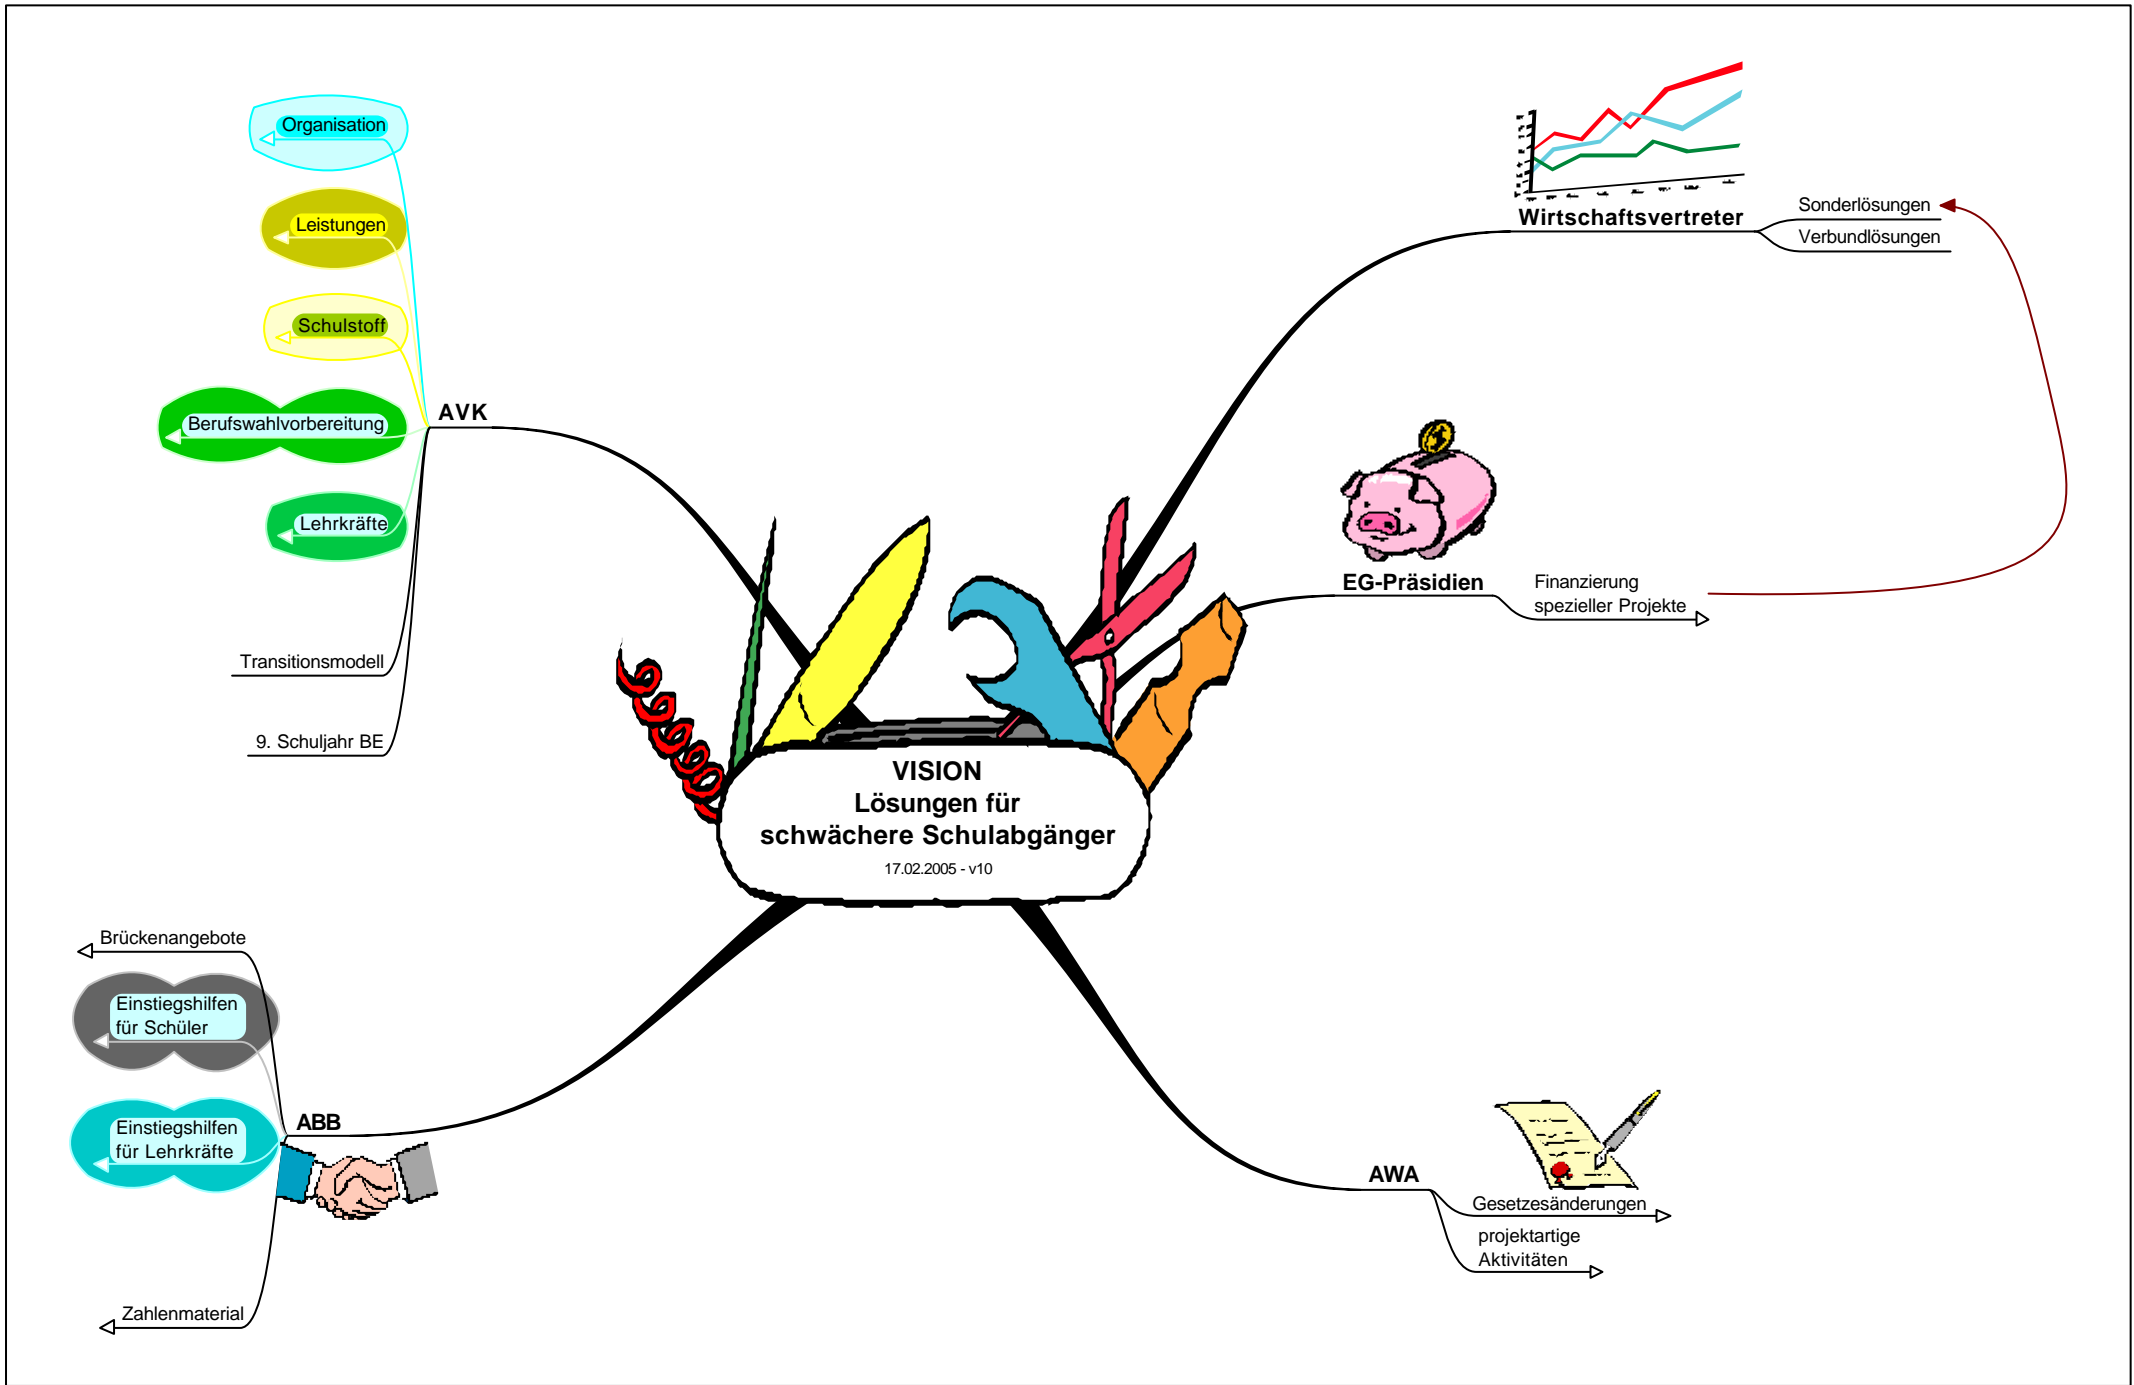 Organisation
Leistungen
Schulstoff
Berufswahlvorbereitung
Lehrkräfte
Transitionsmodell
9. Schuljahr BE
AVK
Wirtschaftsvertreter
Sonderlösungen
Verbundlösungen
EG-Präsidien
Finanzierung
spezieller Projekte
VISION
Lösungen für
schwächere Schulabgänger
17.02.2005 - v10
Brückenangebote
Einstiegshilfen
für Schüler
Einstiegshilfen
für Lehrkräfte
Zahlenmaterial
ABB
AWA
Gesetzesänderungen
projektartige
Aktivitäten